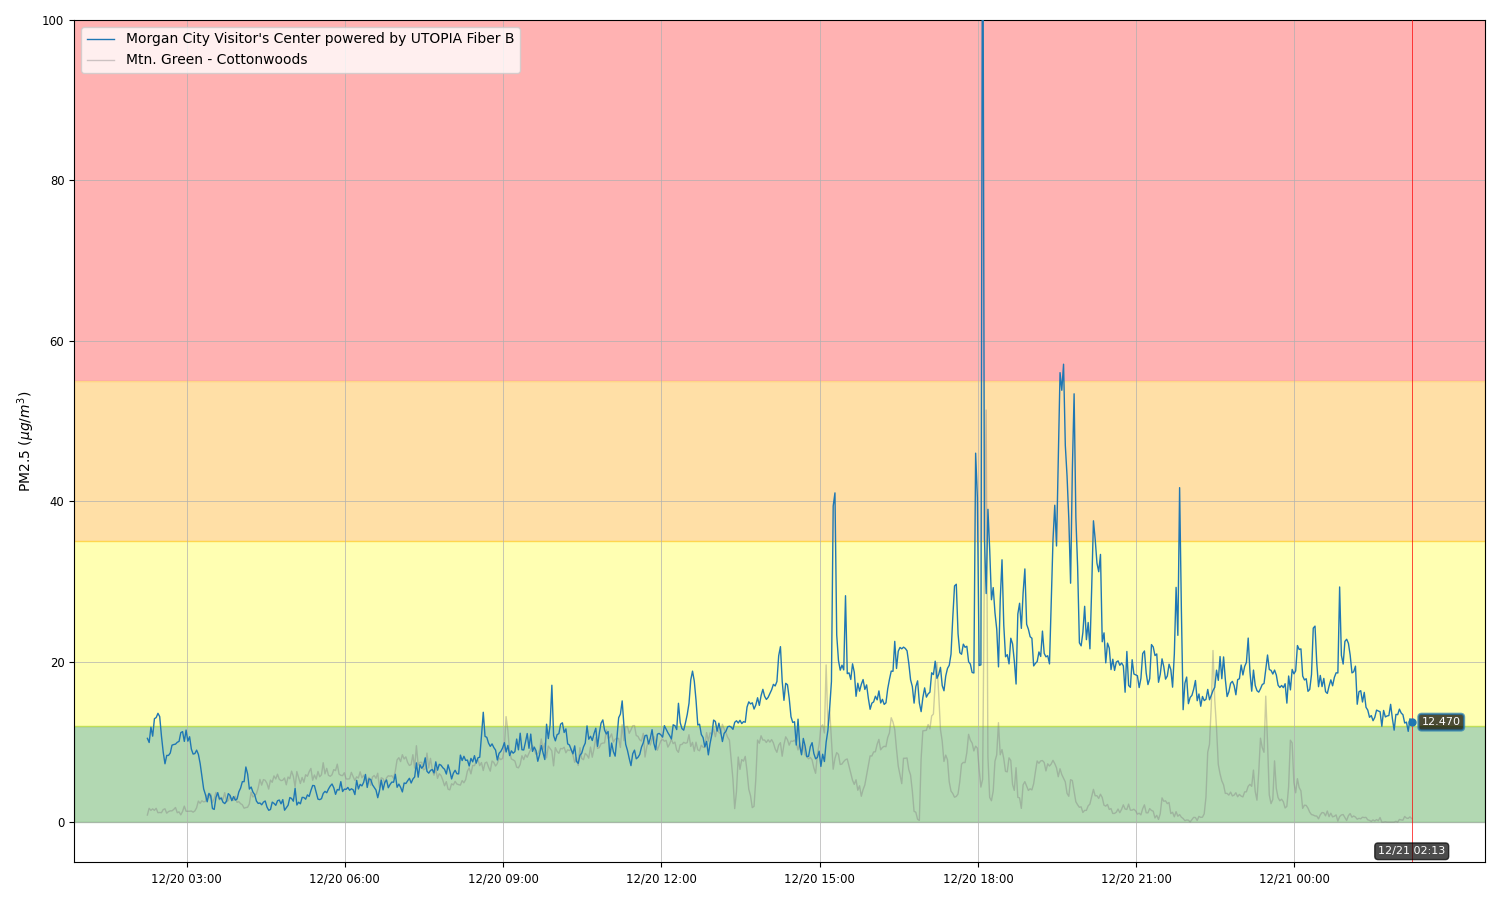 100
Morgan City Visitor's Center powered by UTOPIA Fiber B
Mtn. Green - Cottonwoods
80
60
PM2.5 (μg/m³)
40
20
12.470
0
12/21 02:13
12/20 03:00 12/20 06:00 12/20 09:00 12/20 12:00 12/20 15:00 12/20 18:00 12/20 21:00 12/21 00:00